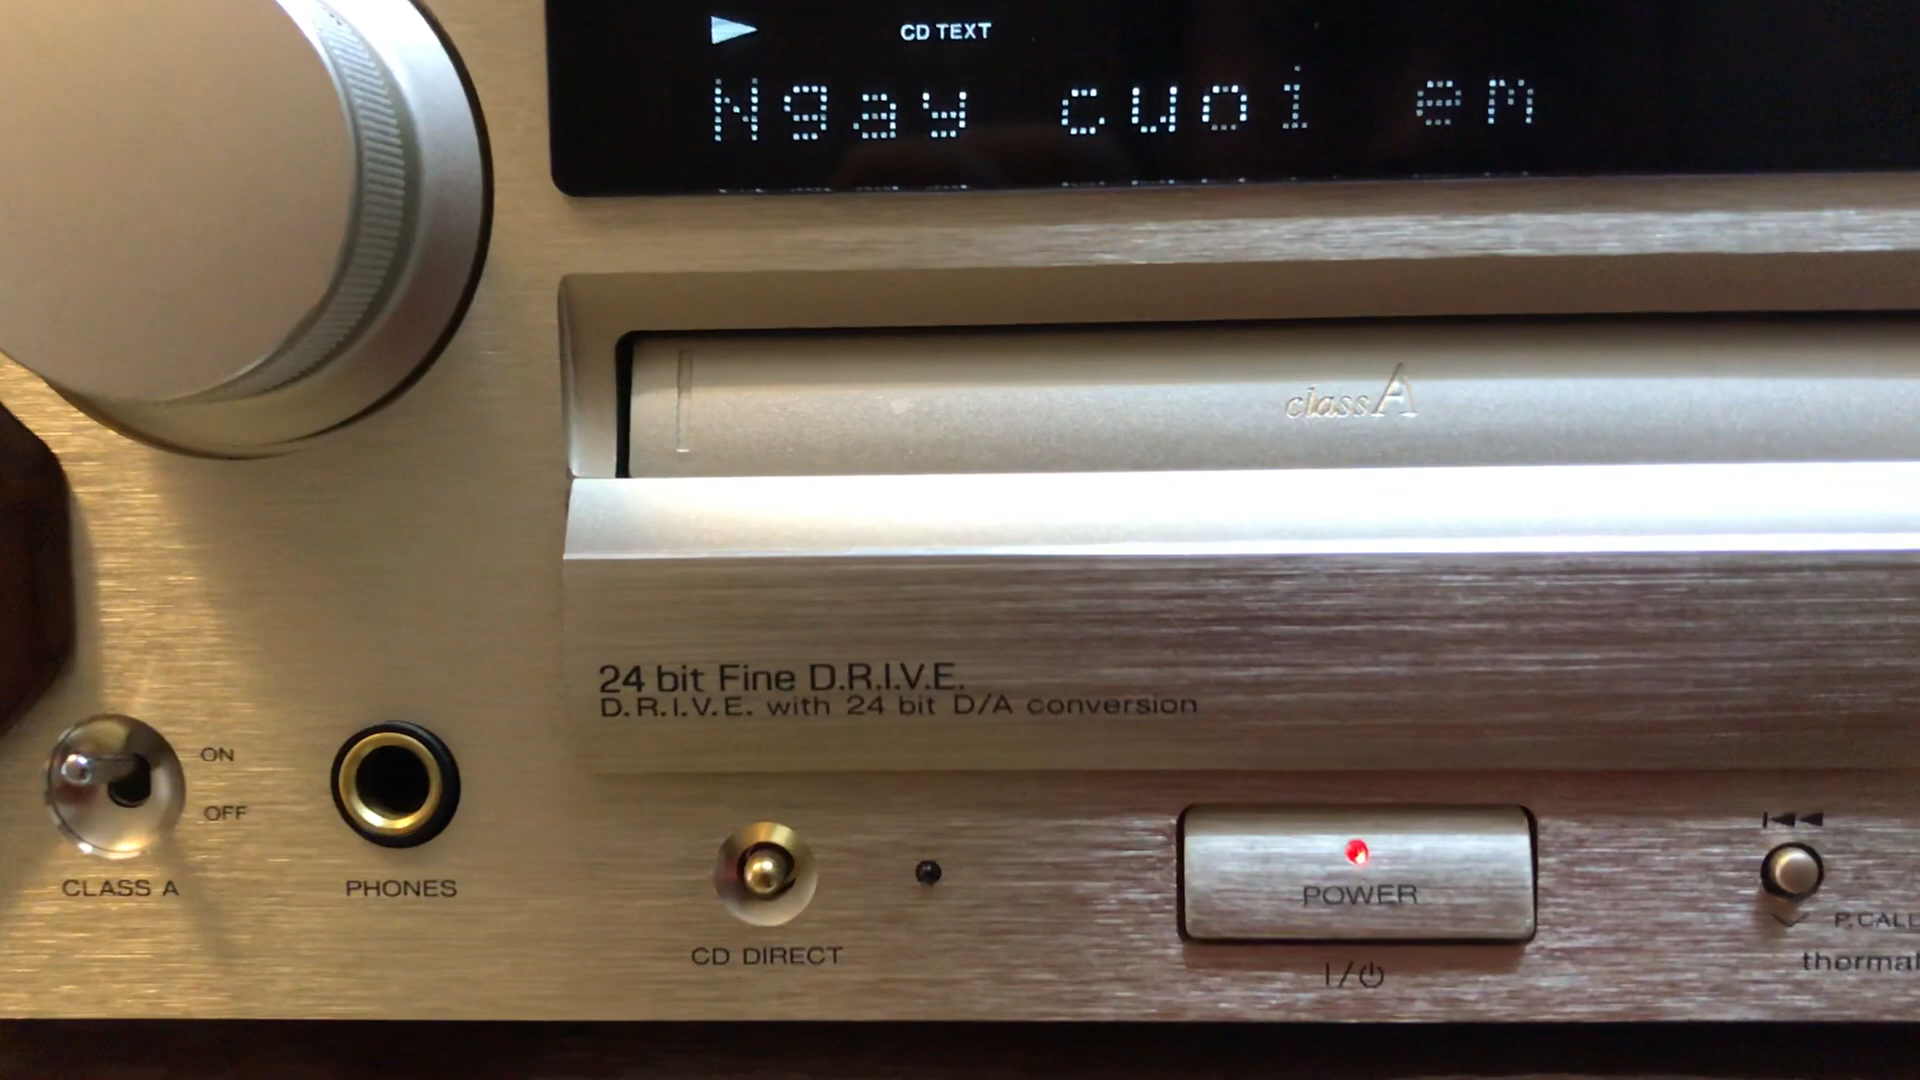 CD TEXT
Ngay cuoi em
classA
24 bit Fine D.R.I.V.E.
D.R.I.V.E. with 24 bit D/A conversion
ON
OFF
CLASS A
PHONES
CD DIRECT
POWER
I/⏻
P.CALL
thermal